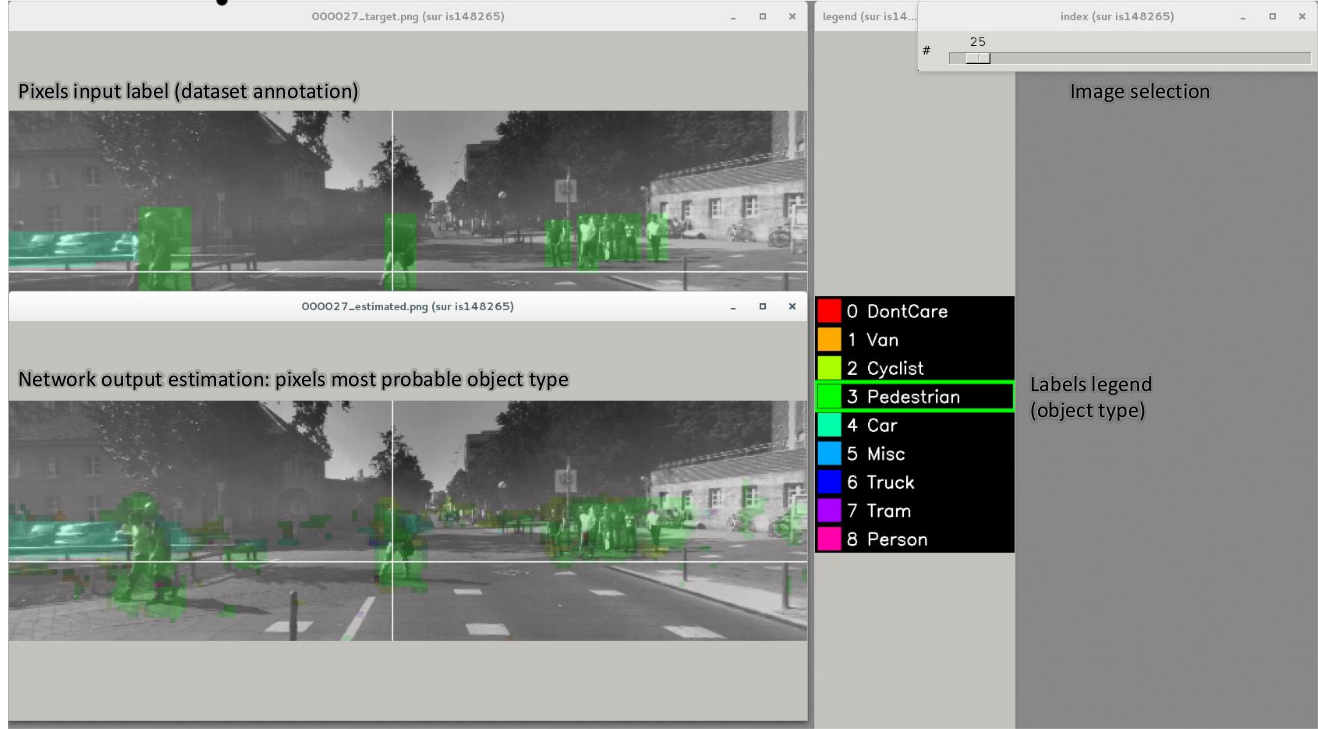 000027_target.png (sur is148265)
legend (sur is14...
index (sur is148265)
#
25
Pixels input label (dataset annotation)
Image selection
000027_estimated.png (sur is148265)
Network output estimation: pixels most probable object type
0 DontCare
1 Van
2 Cyclist
3 Pedestrian
4 Car
5 Misc
6 Truck
7 Tram
8 Person
Labels legend
(object type)